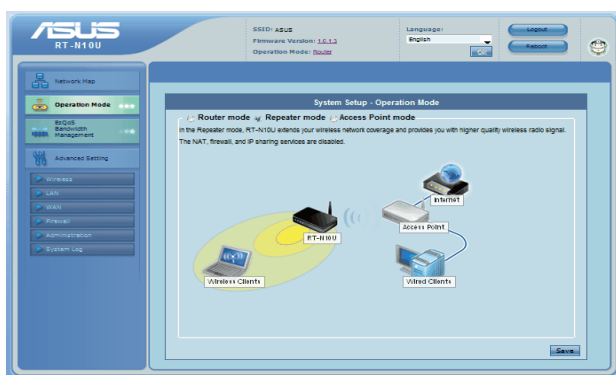 ASUS
RT-N10U
SSID: ASUS
Firmware Version: 1.0.1.3
Operation Mode: Router
Language:
English
Logout
Reboot
Network Map
Operation Mode
EzQoS
Bandwidth
Management
Advanced Setting
Wireless
LAN
WAN
Firewall
Administration
System Log
System Setup - Operation Mode
Router mode Repeater mode Access Point mode
In the Repeater mode, RT-N10U extends your wireless network coverage and provides you with higher quality wireless radio signal.
The NAT, firewall, and IP sharing services are disabled.
Internet
Access Point
RT-N10U
Wireless Clients
Wired Clients
Save